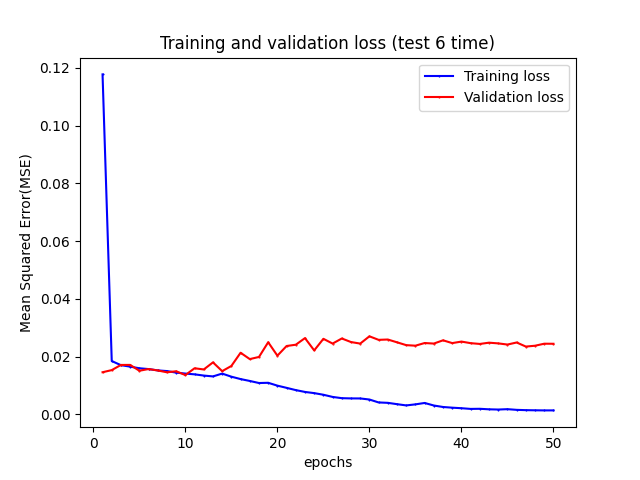 Training and validation loss (test 6 time)
Training loss
Validation loss
Mean Squared Error(MSE)
0.12
0.10
0.08
0.06
0.04
0.02
0.00
0 10 20 30 40 50
epochs